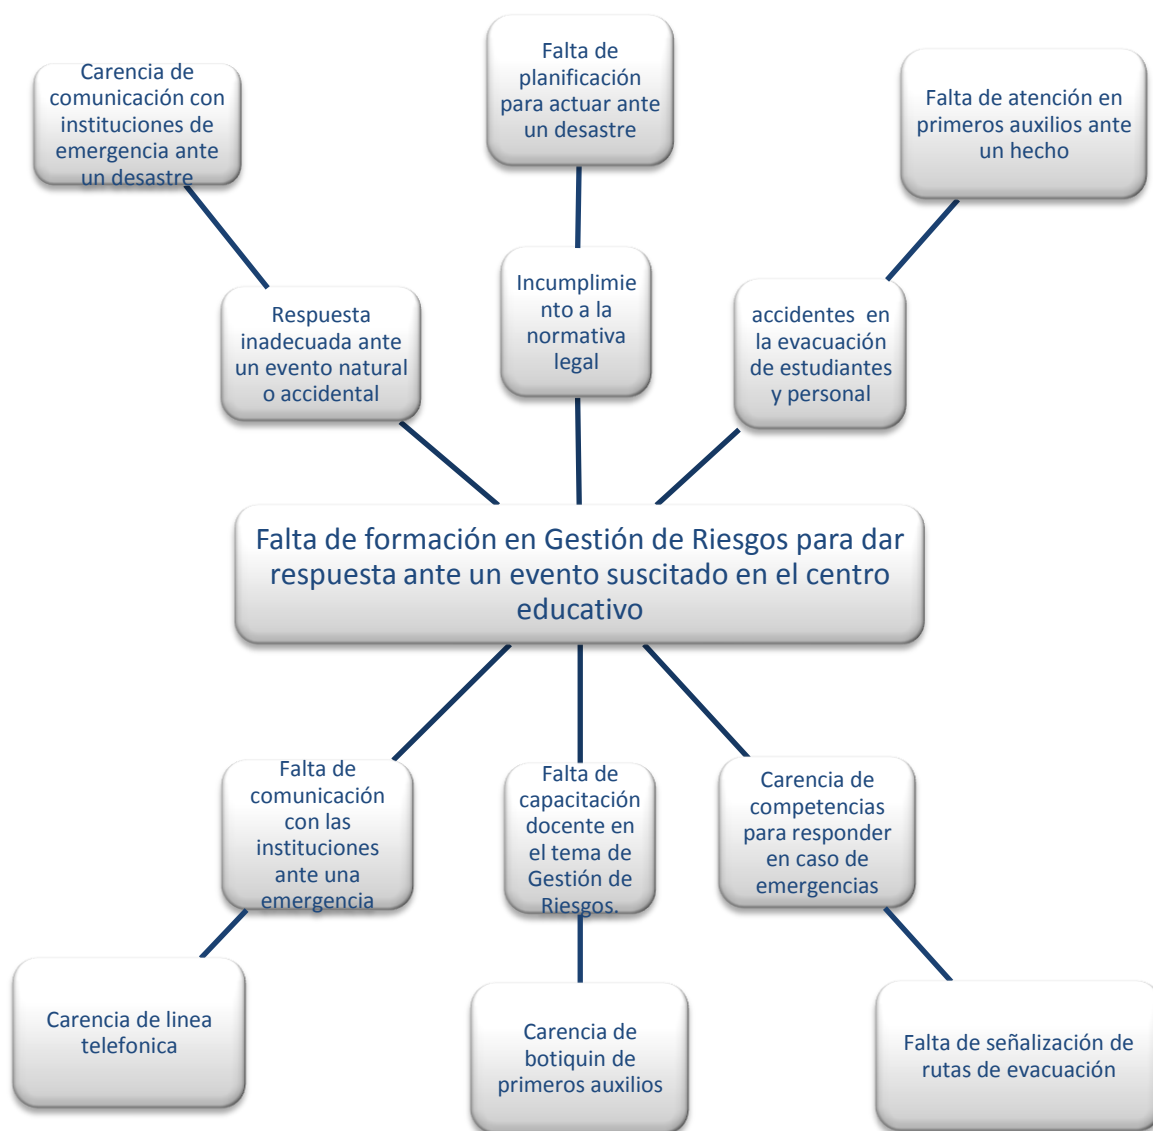 Falta de
planificación
para actuar ante
un desastre
Carencia de
comunicación con
instituciones de
emergencia ante
un desastre
Falta de atención en
primeros auxilios ante
un hecho
Incumplimie
nto a la
normativa
legal
Respuesta
inadecuada ante
un evento natural
o accidental
accidentes en
la evacuación
de estudiantes
y personal
Falta de formación en Gestión de Riesgos para dar
respuesta ante un evento suscitado en el centro
educativo
Falta de
comunicación
con las
instituciones
ante una
emergencia
Falta de
capacitación
docente en
el tema de
Gestión de
Riesgos.
Carencia de
competencias
para responder
en caso de
emergencias
Carencia de linea
telefonica
Carencia de
botiquin de
primeros auxilios
Falta de señalización de
rutas de evacuación